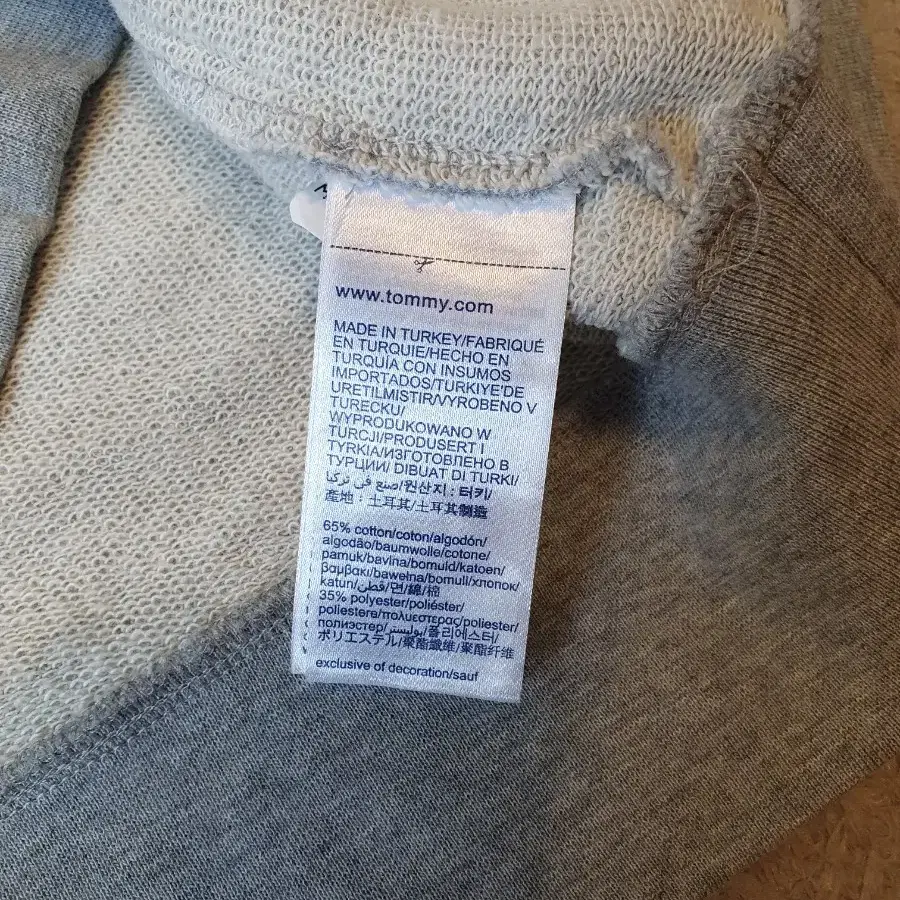 www.tommy.com
MADE IN TURKEY/FABRIQUÉ
EN TURQUIE/HECHO EN
TURQUÍA CON INSUMOS
IMPORTADOS/TURKIYE'DE
URETILMISTIR/VYROBENO V
TURECKU/
WYPRODUKOWANO W
TURCJI/PRODUSERT I
TYRKIA/ИЗГОТОВЛЕНО В
ТУРЦИИ/ DIBUAT DI TURKI/
صنع في تركيا/원산지 : 터키/
產地：土耳其/土耳其制造
65% cotton/coton/algodón/
algodão/baumwolle/cotone/
pamuk/bavlna/bomuld/katoen/
βαμβακι/bawełna/bomull/хлопок/
katun/قطن/면/綿/棉
35% polyester/poliéster/
poliestere/πολυεστερας/poliester/
полиэстер/بوليستر/폴리에스터/
ポリエステル/聚酯纖維/聚酯纤维
exclusive of decoration/sauf